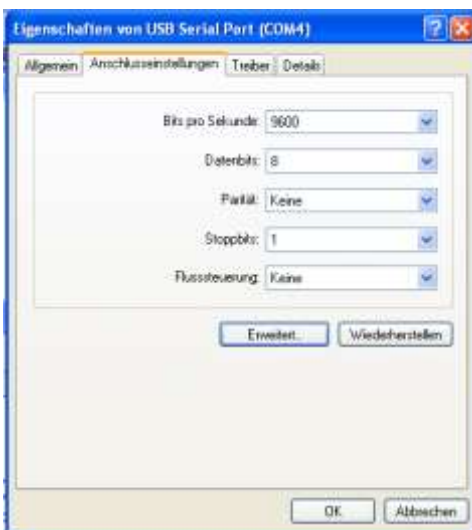 Eigenschaften von USB Serial Port (COM4)
Allgemein Anschlusseinstellungen Treiber Details
Bits pro Sekunde: 9600
Datenbits: 8
Parität: Keine
Stoppbits: 1
Flusssteuerung: Keine
Erweitert... Wiederherstellen
OK Abbrechen